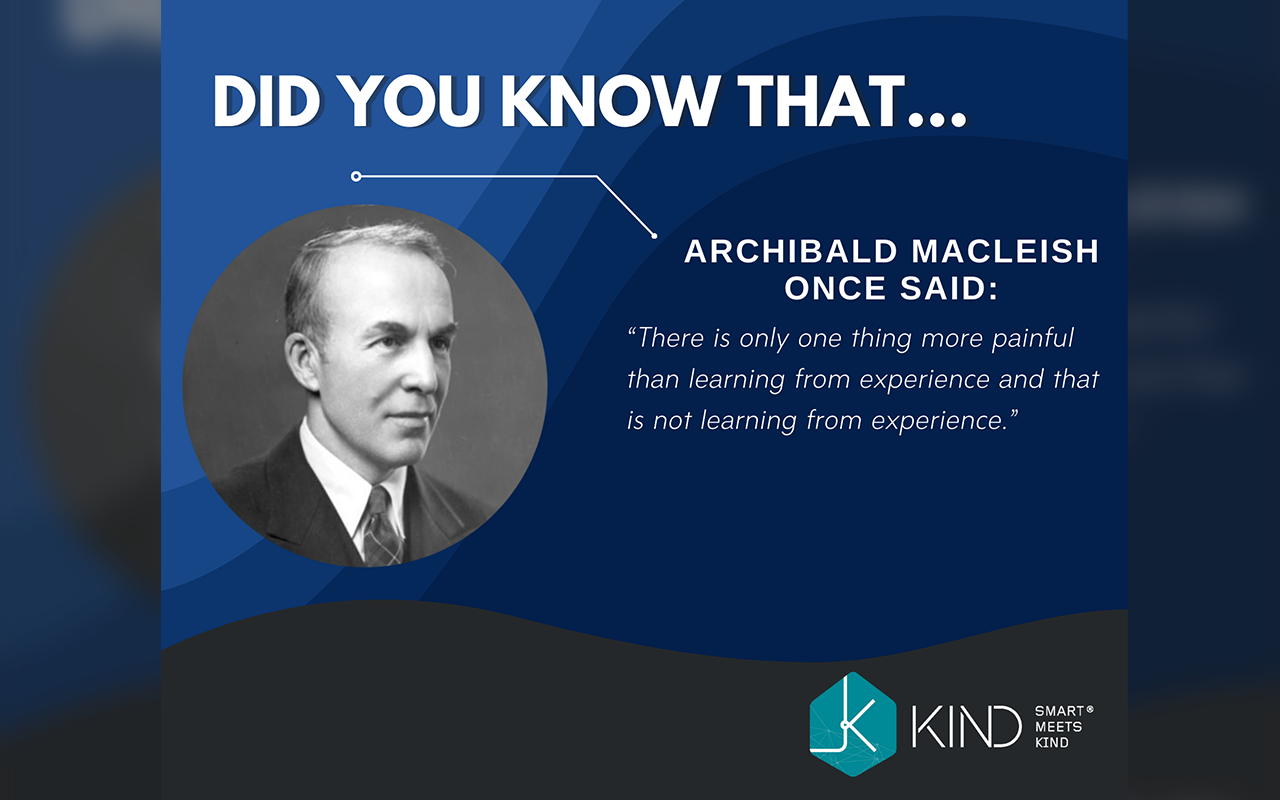 DID YOU KNOW THAT...
ARCHIBALD MACLEISH
ONCE SAID:
“There is only one thing more painful
than learning from experience and that
is not learning from experience.”
KIND
SMART®
MEETS
KIND